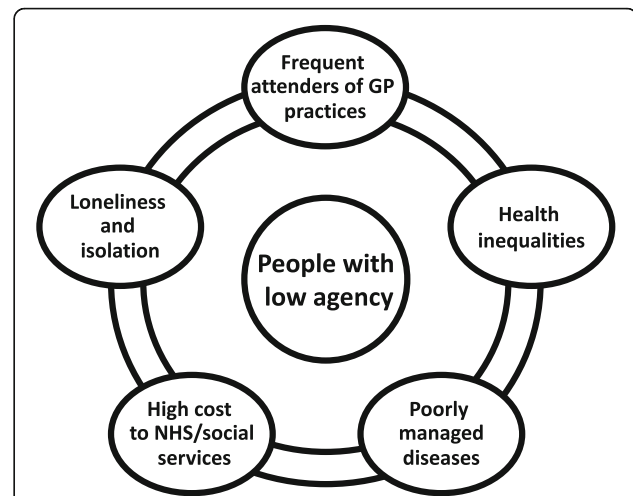 Frequent
attenders of GP
practices
Loneliness
and
isolation
Health
inequalities
People with
low agency
High cost
to NHS/social
services
Poorly
managed
diseases